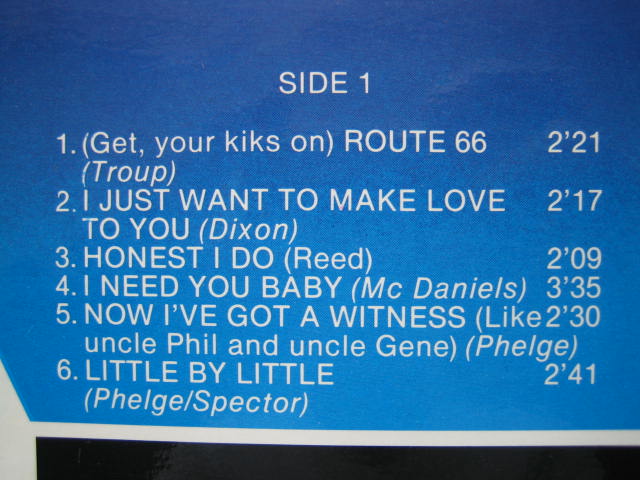 SIDE 1
1. (Get, your kiks on) ROUTE 66 2'21
(Troup)
2. I JUST WANT TO MAKE LOVE 2'17
TO YOU (Dixon)
3. HONEST I DO (Reed) 2'09
4. I NEED YOU BABY (Mc Daniels) 3'35
5. NOW I'VE GOT A WITNESS (Like 2'30
uncle Phil and uncle Gene) (Phelge)
6. LITTLE BY LITTLE 2'41
(Phelge/Spector)